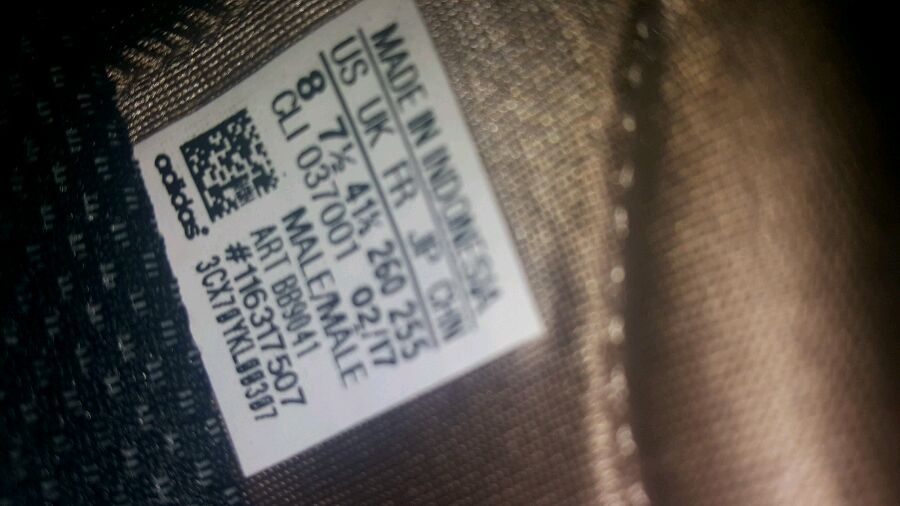 MADE IN INDONESIA
US UK FR JP CHN
8 7½ 41⅓ 260 255
CLI 037001 02/17
MALE/MALE
ART BB9041
#116317507
3CX70YKL00307
adidas